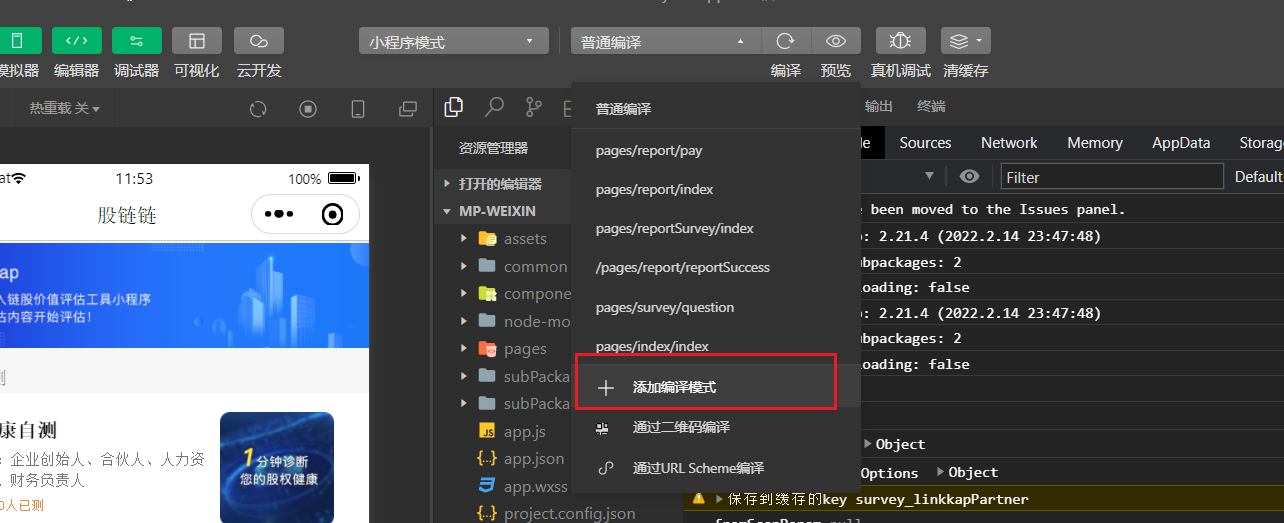 模拟器 编辑器 调试器 可视化 云开发
小程序模式
普通编译
编译 预览 真机调试 清缓存
热重载 关
资源管理器
打开的编辑器
MP-WEIXIN
assets
common
compone
node-mo
pages
subPacka
subPacka
app.js
app.json
app.wxss
project.config.json
普通编译
pages/report/pay
pages/report/index
pages/reportSurvey/index
/pages/report/reportSuccess
pages/survey/question
pages/index/index
添加编译模式
通过二维码编译
通过URL Scheme编译
输出 终端
le Sources Network Memory AppData Storag
Filter
Default
e been moved to the Issues panel.
: 2.21.4 (2022.2.14 23:47:48)
ubpackages: 2
oading: false
: 2.21.4 (2022.2.14 23:47:48)
ubpackages: 2
oading: false
Object
Options Object
保存到缓存的key survey_linkkapPartner
fromScanParam null
at 11:53 100%
股链链
ap
入链股价值评估工具小程序
估内容开始评估！
测
康自测
：企业创始人、合伙人、人力资
、财务负责人
0人已测
1分钟诊断
您的股权健康